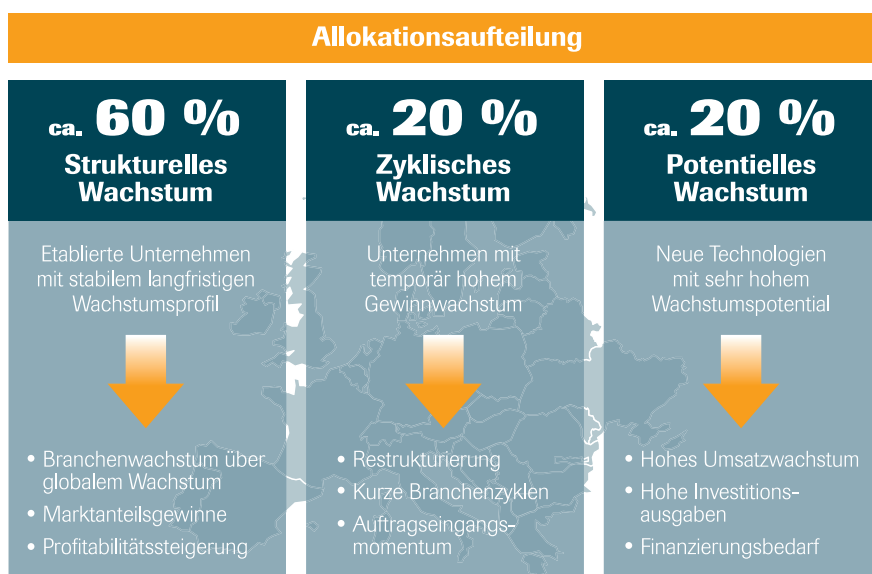 Allokationsaufteilung
ca. 60 %
Strukturelles
Wachstum
Etablierte Unternehmen
mit stabilem langfristigen
Wachstumsprofil
• Branchenwachstum über
globalem Wachstum
• Marktanteilsgewinne
• Profitabilitätssteigerung
ca. 20 %
Zyklisches
Wachstum
Unternehmen mit
temporär hohem
Gewinnwachstum
• Restrukturierung
• Kurze Branchenzyklen
• Auftragseingangs-
momentum
ca. 20 %
Potentielles
Wachstum
Neue Technologien
mit sehr hohem
Wachstumspotential
• Hohes Umsatzwachstum
• Hohe Investitions-
ausgaben
• Finanzierungsbedarf